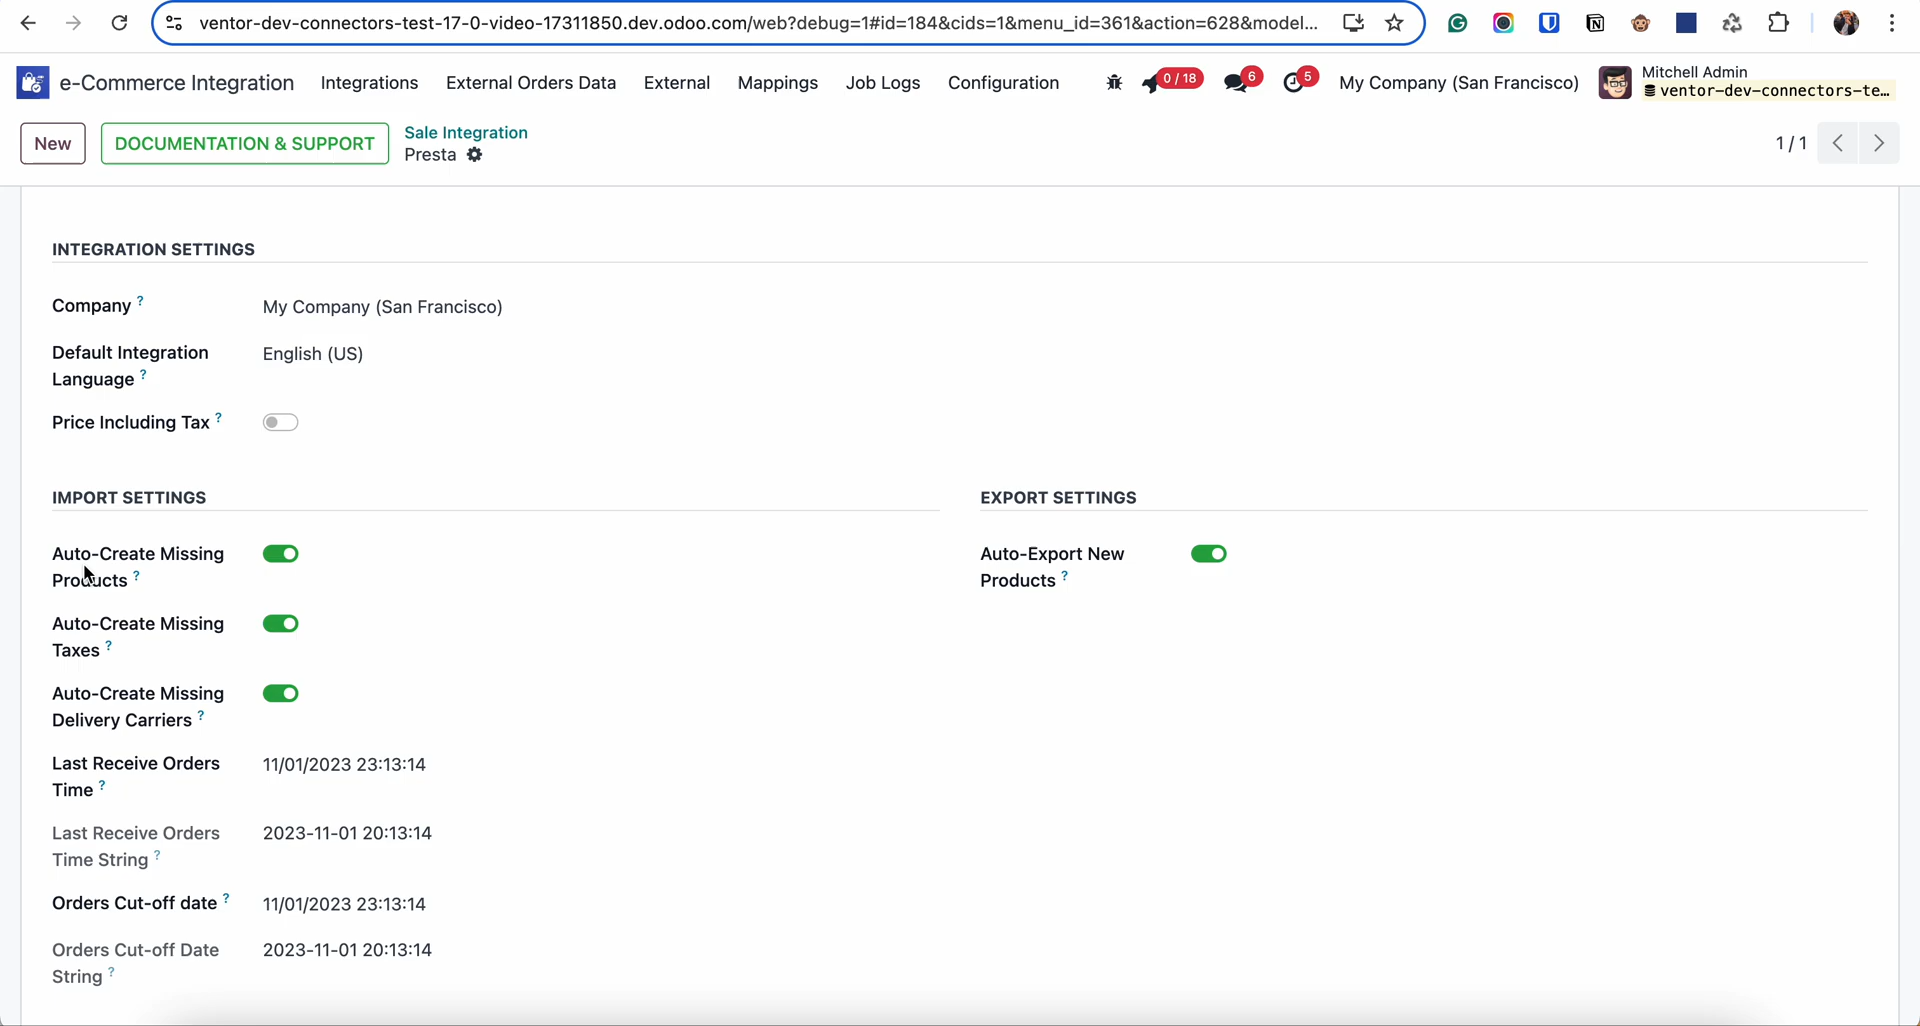 ventor-dev-connectors-test-17-0-video-17311850.dev.odoo.com/web?debug=1#id=184&cids=1&menu_id=361&action=628&model...
e-Commerce Integration Integrations External Orders Data External Mappings Job Logs Configuration 0 / 18 6 5 My Company (San Francisco) Mitchell Admin
ventor-dev-connectors-te...
New DOCUMENTATION & SUPPORT Sale Integration
Presta
1 / 1
INTEGRATION SETTINGS
Company ? My Company (San Francisco)
Default Integration English (US)
Language ?
Price Including Tax ?
IMPORT SETTINGS EXPORT SETTINGS
Auto-Create Missing Auto-Export New
Products ? Products ?
Auto-Create Missing
Taxes ?
Auto-Create Missing
Delivery Carriers ?
Last Receive Orders 11/01/2023 23:13:14
Time ?
Last Receive Orders 2023-11-01 20:13:14
Time String ?
Orders Cut-off date ? 11/01/2023 23:13:14
Orders Cut-off Date 2023-11-01 20:13:14
String ?